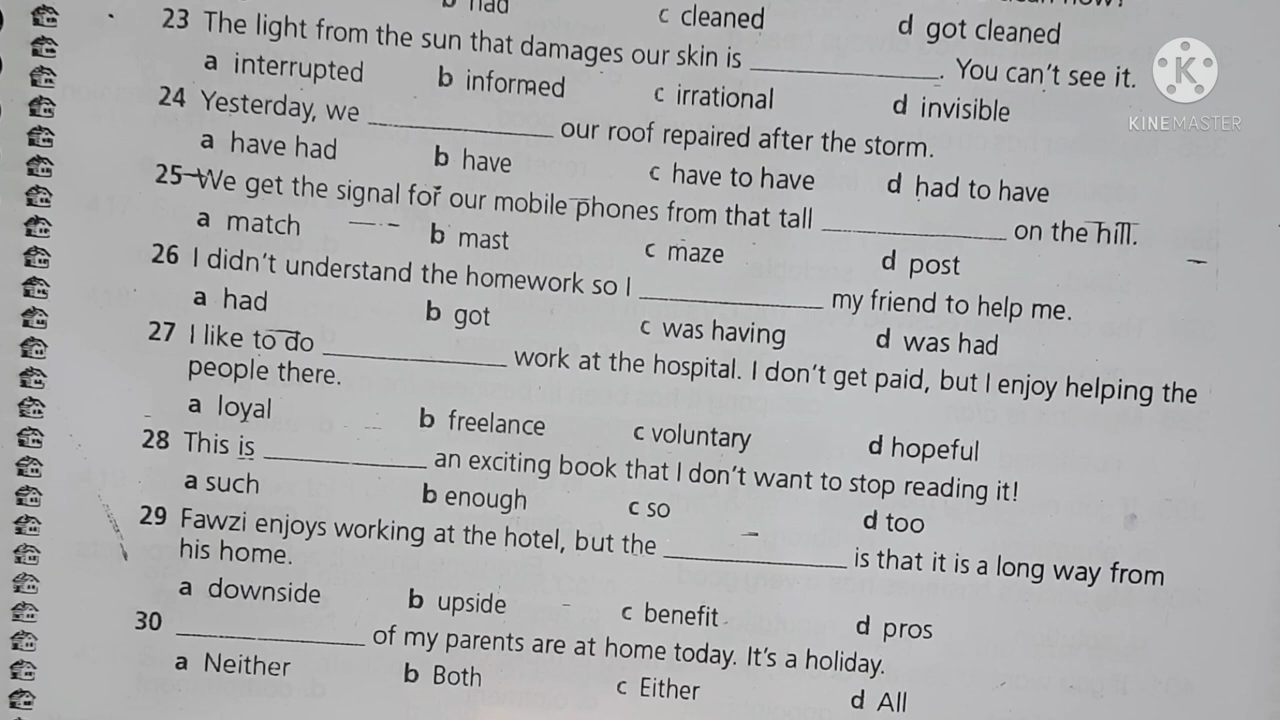 b had c cleaned d got cleaned
23 The light from the sun that damages our skin is ____________. You can't see it.
a interrupted b informed c irrational d invisible
24 Yesterday, we ____________ our roof repaired after the storm.
a have had b have c have to have d had to have
25 We get the signal for our mobile phones from that tall ____________ on the hill.
a match b mast c maze d post
26 I didn't understand the homework so I ____________ my friend to help me.
a had b got c was having d was had
27 I like to do ____________ work at the hospital. I don't get paid, but I enjoy helping the
people there.
a loyal b freelance c voluntary d hopeful
28 This is ____________ an exciting book that I don't want to stop reading it!
a such b enough c so d too
29 Fawzi enjoys working at the hotel, but the ____________ is that it is a long way from
his home.
a downside b upside c benefit d pros
30 ____________ of my parents are at home today. It's a holiday.
a Neither b Both c Either d All
K
KINEMASTER